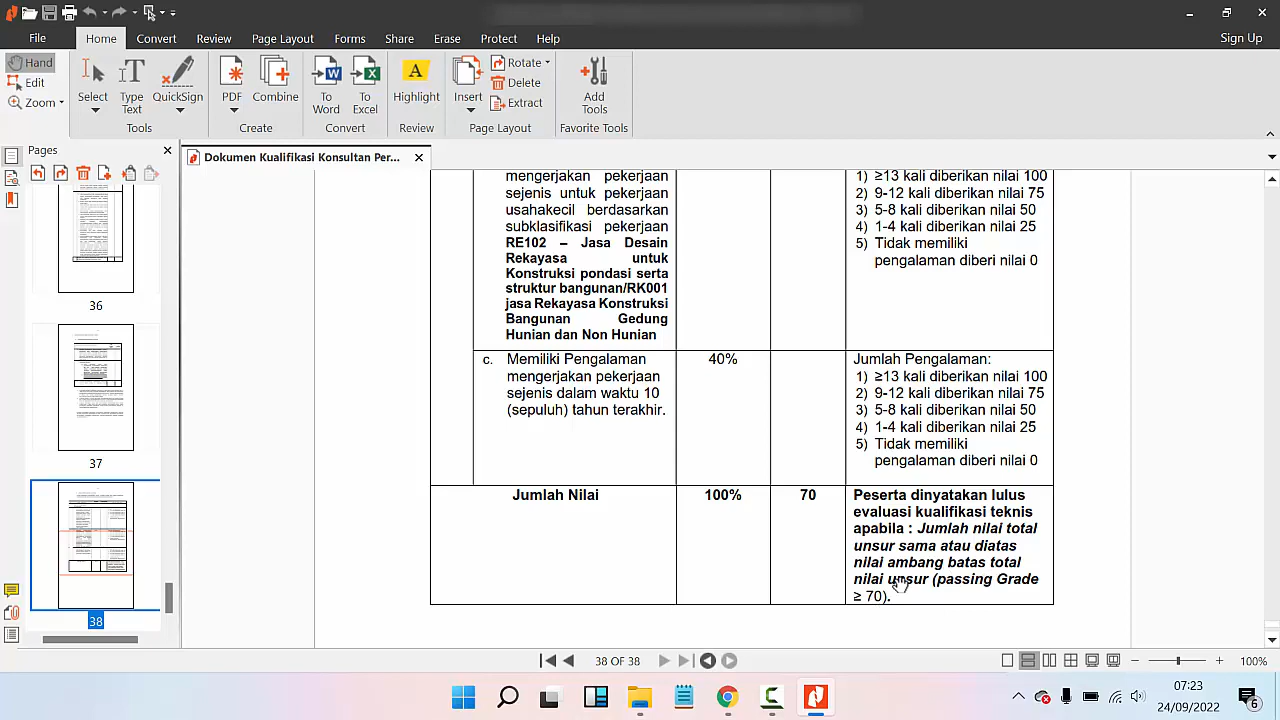 File
Home
Convert
Review
Page Layout
Forms
Share
Erase
Protect
Help
Sign Up
Hand
Edit
Zoom
Select
Type Text
QuickSign
Tools
PDF
Combine
Create
To Word
To Excel
Convert
Highlight
Review
Insert
Rotate
Delete
Extract
Page Layout
Add Tools
Favorite Tools
Pages
Dokumen Kualifikasi Konsultan Per...
36
37
38
mengerjakan pekerjaan
sejenis untuk pekerjaan
usahakecil berdasarkan
subklasifikasi pekerjaan
RE102 – Jasa Desain
Rekayasa untuk
Konstruksi pondasi serta
struktur bangunan/RK001
jasa Rekayasa Konstruksi
Bangunan Gedung
Hunian dan Non Hunian
1) ≥13 kali diberikan nilai 100
2) 9-12 kali diberikan nilai 75
3) 5-8 kali diberikan nilai 50
4) 1-4 kali diberikan nilai 25
5) Tidak memiliki
pengalaman diberi nilai 0
c. Memiliki Pengalaman
mengerjakan pekerjaan
sejenis dalam waktu 10
(sepuluh) tahun terakhir.
40%
Jumlah Pengalaman:
1) ≥13 kali diberikan nilai 100
2) 9-12 kali diberikan nilai 75
3) 5-8 kali diberikan nilai 50
4) 1-4 kali diberikan nilai 25
5) Tidak memiliki
pengalaman diberi nilai 0
Jumlah Nilai
100%
70
Peserta dinyatakan lulus
evaluasi kualifikasi teknis
apabila : Jumlah nilai total
unsur sama atau diatas
nilai ambang batas total
nilai unsur (passing Grade
≥ 70).
38 OF 38
100%
07:23
24/09/2022
6